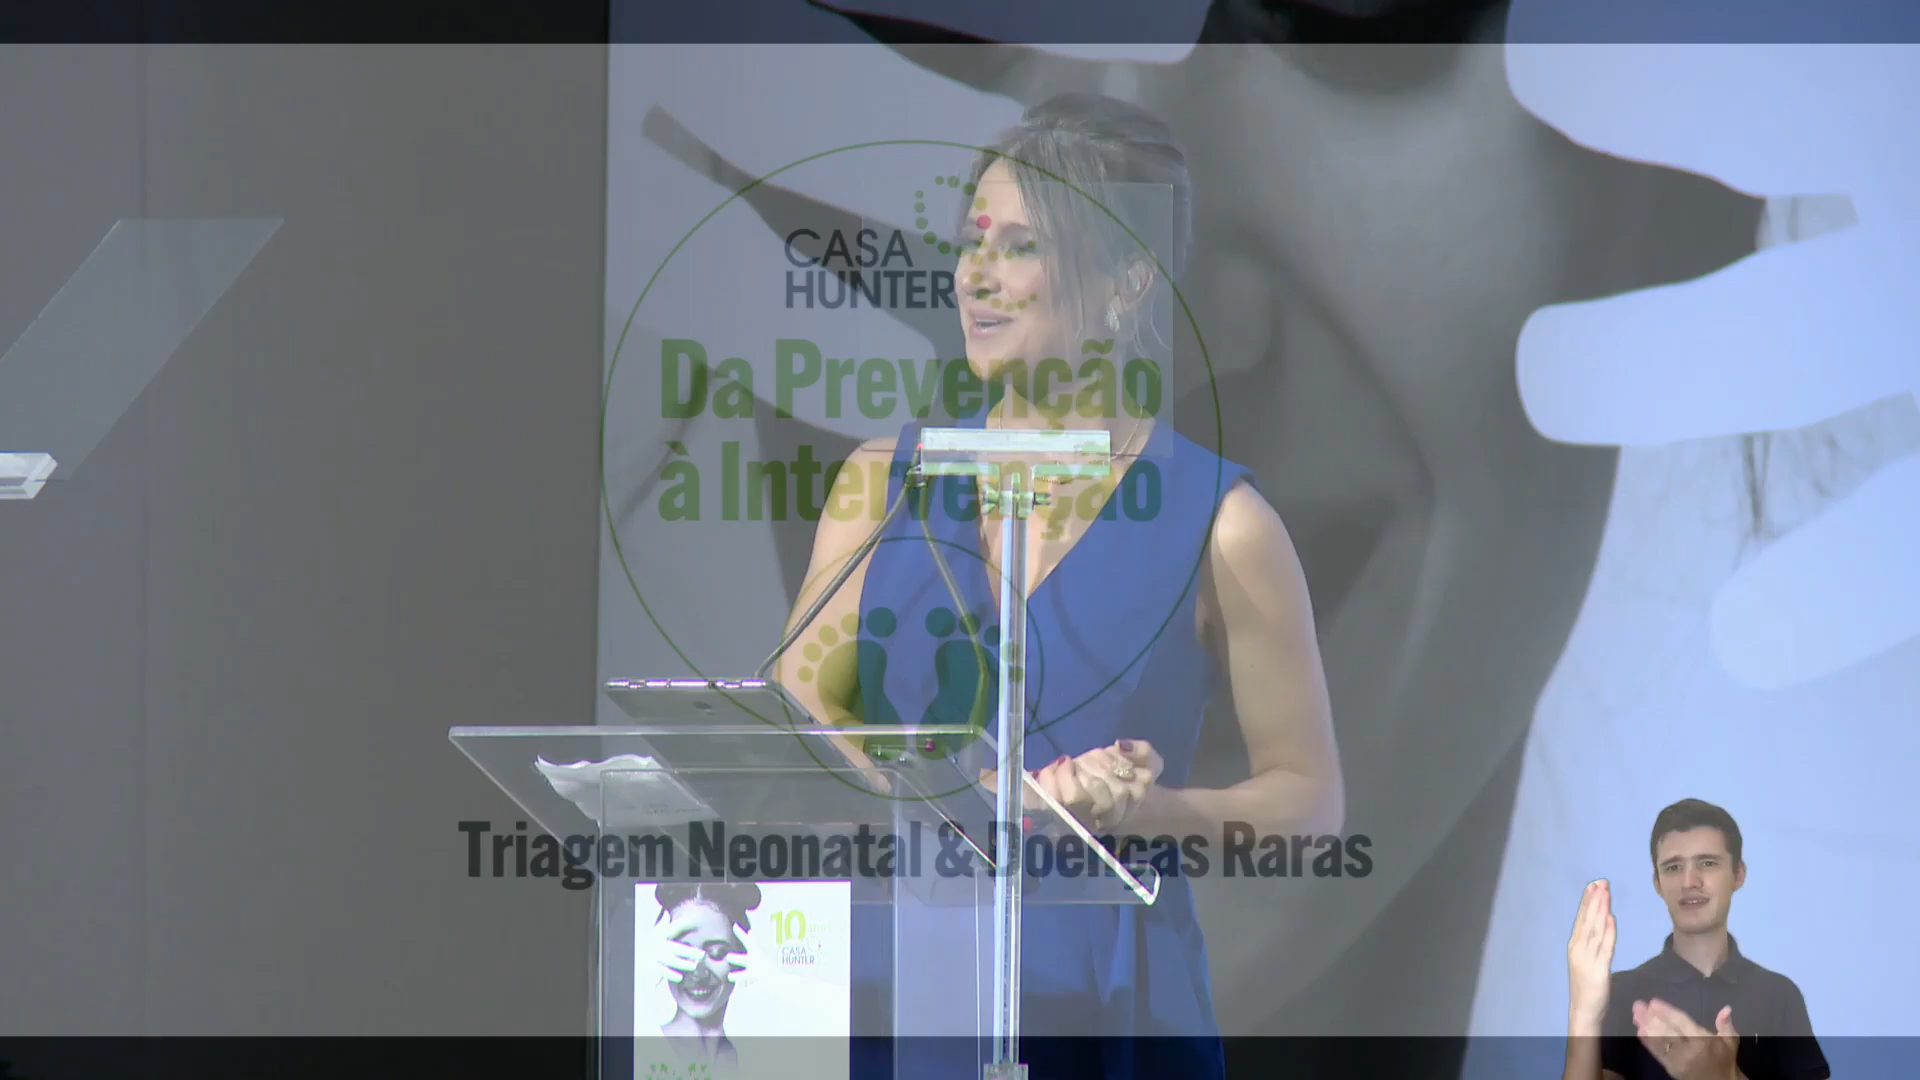 CASA
HUNTER
Da Prevenção
à Intervenção
Triagem Neonatal & Doenças Raras
10
CASA
HUNTER